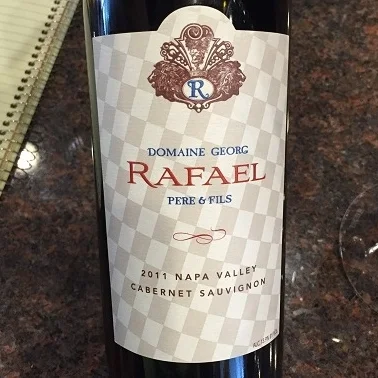 R
DOMAINE GEORG
RAFAEL
PERE & FILS
2011 NAPA VALLEY
CABERNET SAUVIGNON